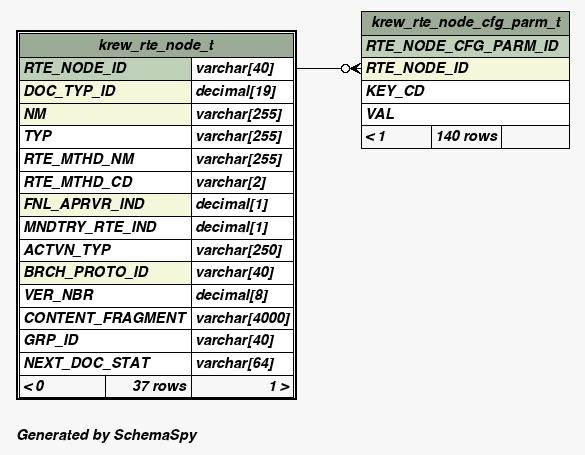 krew_rte_node_t
RTE_NODE_ID varchar[40]
DOC_TYP_ID decimal[19]
NM varchar[255]
TYP varchar[255]
RTE_MTHD_NM varchar[255]
RTE_MTHD_CD varchar[2]
FNL_APRVR_IND decimal[1]
MNDTRY_RTE_IND decimal[1]
ACTVN_TYP varchar[250]
BRCH_PROTO_ID varchar[40]
VER_NBR decimal[8]
CONTENT_FRAGMENT varchar[4000]
GRP_ID varchar[40]
NEXT_DOC_STAT varchar[64]
< 0 37 rows 1 >
krew_rte_node_cfg_parm_t
RTE_NODE_CFG_PARM_ID
RTE_NODE_ID
KEY_CD
VAL
< 1 140 rows
Generated by SchemaSpy